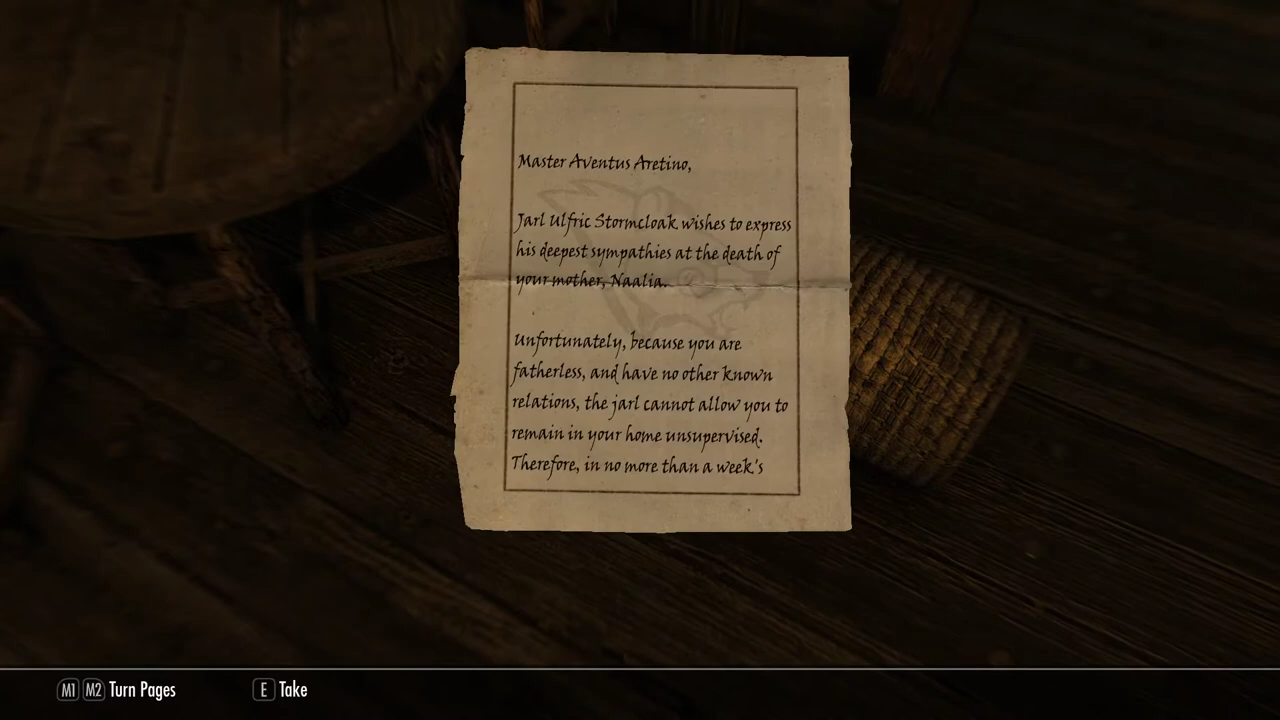 Master Aventus Aretino,
Jarl Ulfric Stormcloak wishes to express
his deepest sympathies at the death of
your mother, Naalia.
Unfortunately, because you are
fatherless, and have no other known
relations, the jarl cannot allow you to
remain in your home unsupervised.
Therefore, in no more than a week's
M1 M2 Turn Pages
E Take